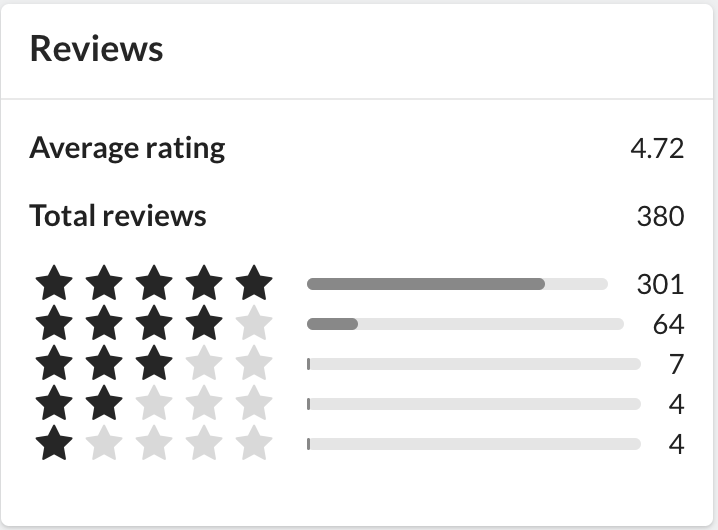 Reviews
Average rating 4.72
Total reviews 380
301
64
7
4
4